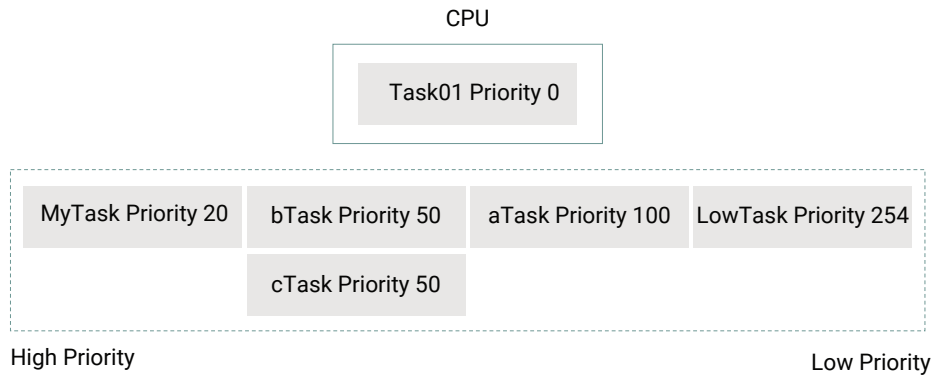 CPU
Task01 Priority 0
MyTask Priority 20
bTask Priority 50
aTask Priority 100
LowTask Priority 254
cTask Priority 50
High Priority
Low Priority